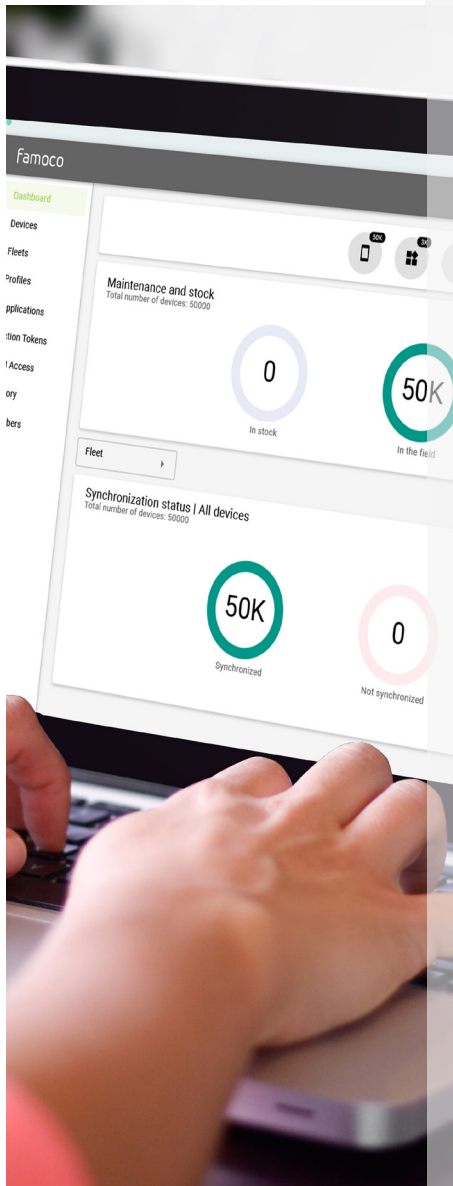 Famoco
Dashboard
Devices
Fleets
Profiles
pplications
tion Tokens
Access
ory
bers
50K
3K
Maintenance and stock
Total number of devices: 50000
0
50K
In stock
In the field
Fleet
Synchronization status | All devices
Total number of devices: 50000
50K
0
Synchronized
Not synchronized